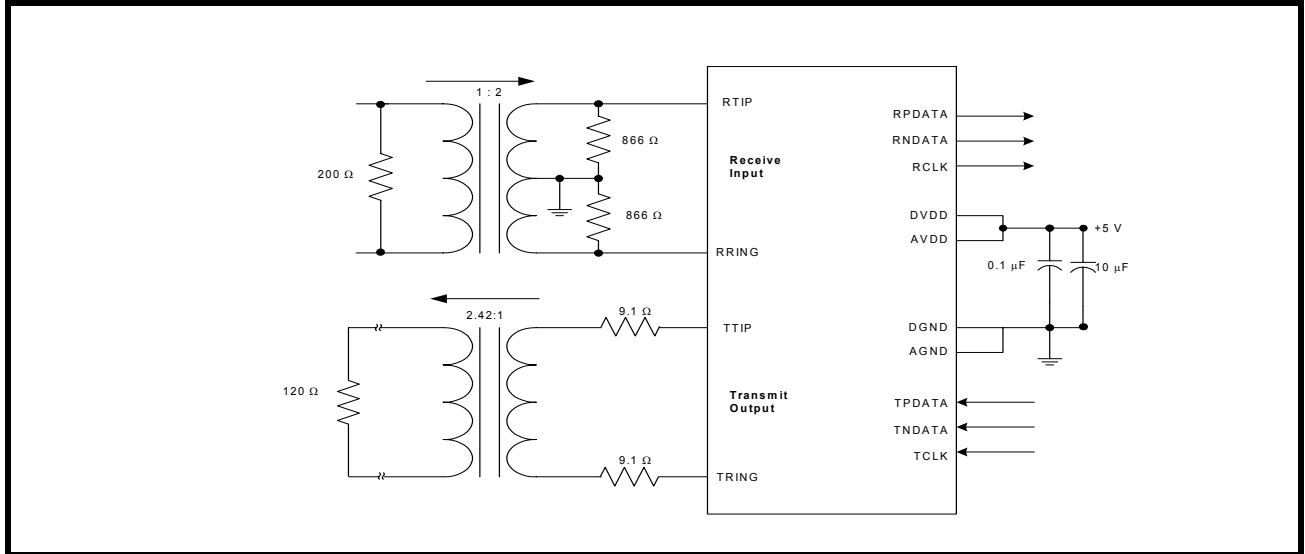 1 : 2
RTIP
RPDATA
866 Ω
RNDATA
Receive
Input
RCLK
200 Ω
866 Ω
DVDD
AVDD
+5 V
RRING
0.1 μF
10 μF
2.42:1
9.1 Ω
TTIP
DGND
AGND
120 Ω
Transmit
Output
TPDATA
TNDATA
TCLK
9.1 Ω
TRING